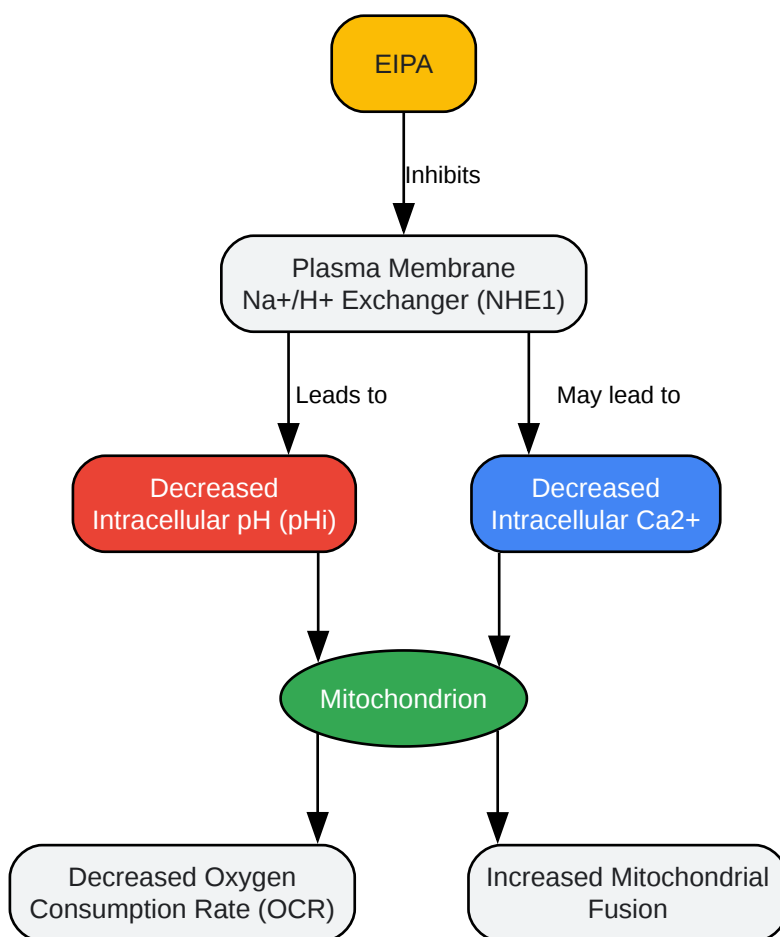 EIPA
Inhibits
Plasma Membrane
Na+/H+ Exchanger (NHE1)
Leads to
May lead to
Decreased
Intracellular pH (pHi)
Decreased
Intracellular Ca2+
Mitochondrion
Decreased Oxygen
Consumption Rate (OCR)
Increased Mitochondrial
Fusion